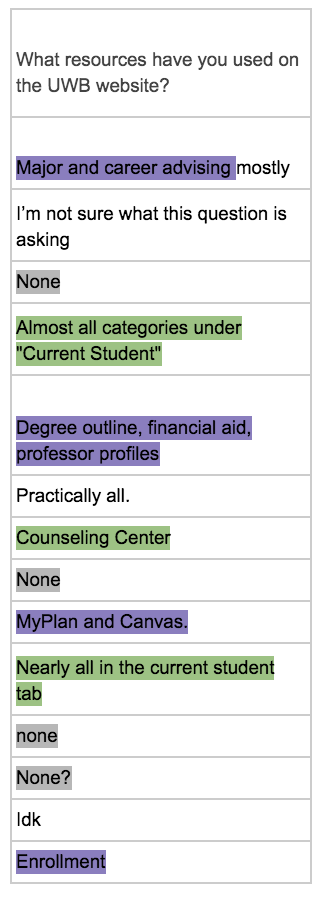 What resources have you used on
the UWB website?
Major and career advising mostly
I’m not sure what this question is
asking
None
Almost all categories under
"Current Student"
Degree outline, financial aid,
professor profiles
Practically all.
Counseling Center
None
MyPlan and Canvas.
Nearly all in the current student
tab
none
None?
Idk
Enrollment